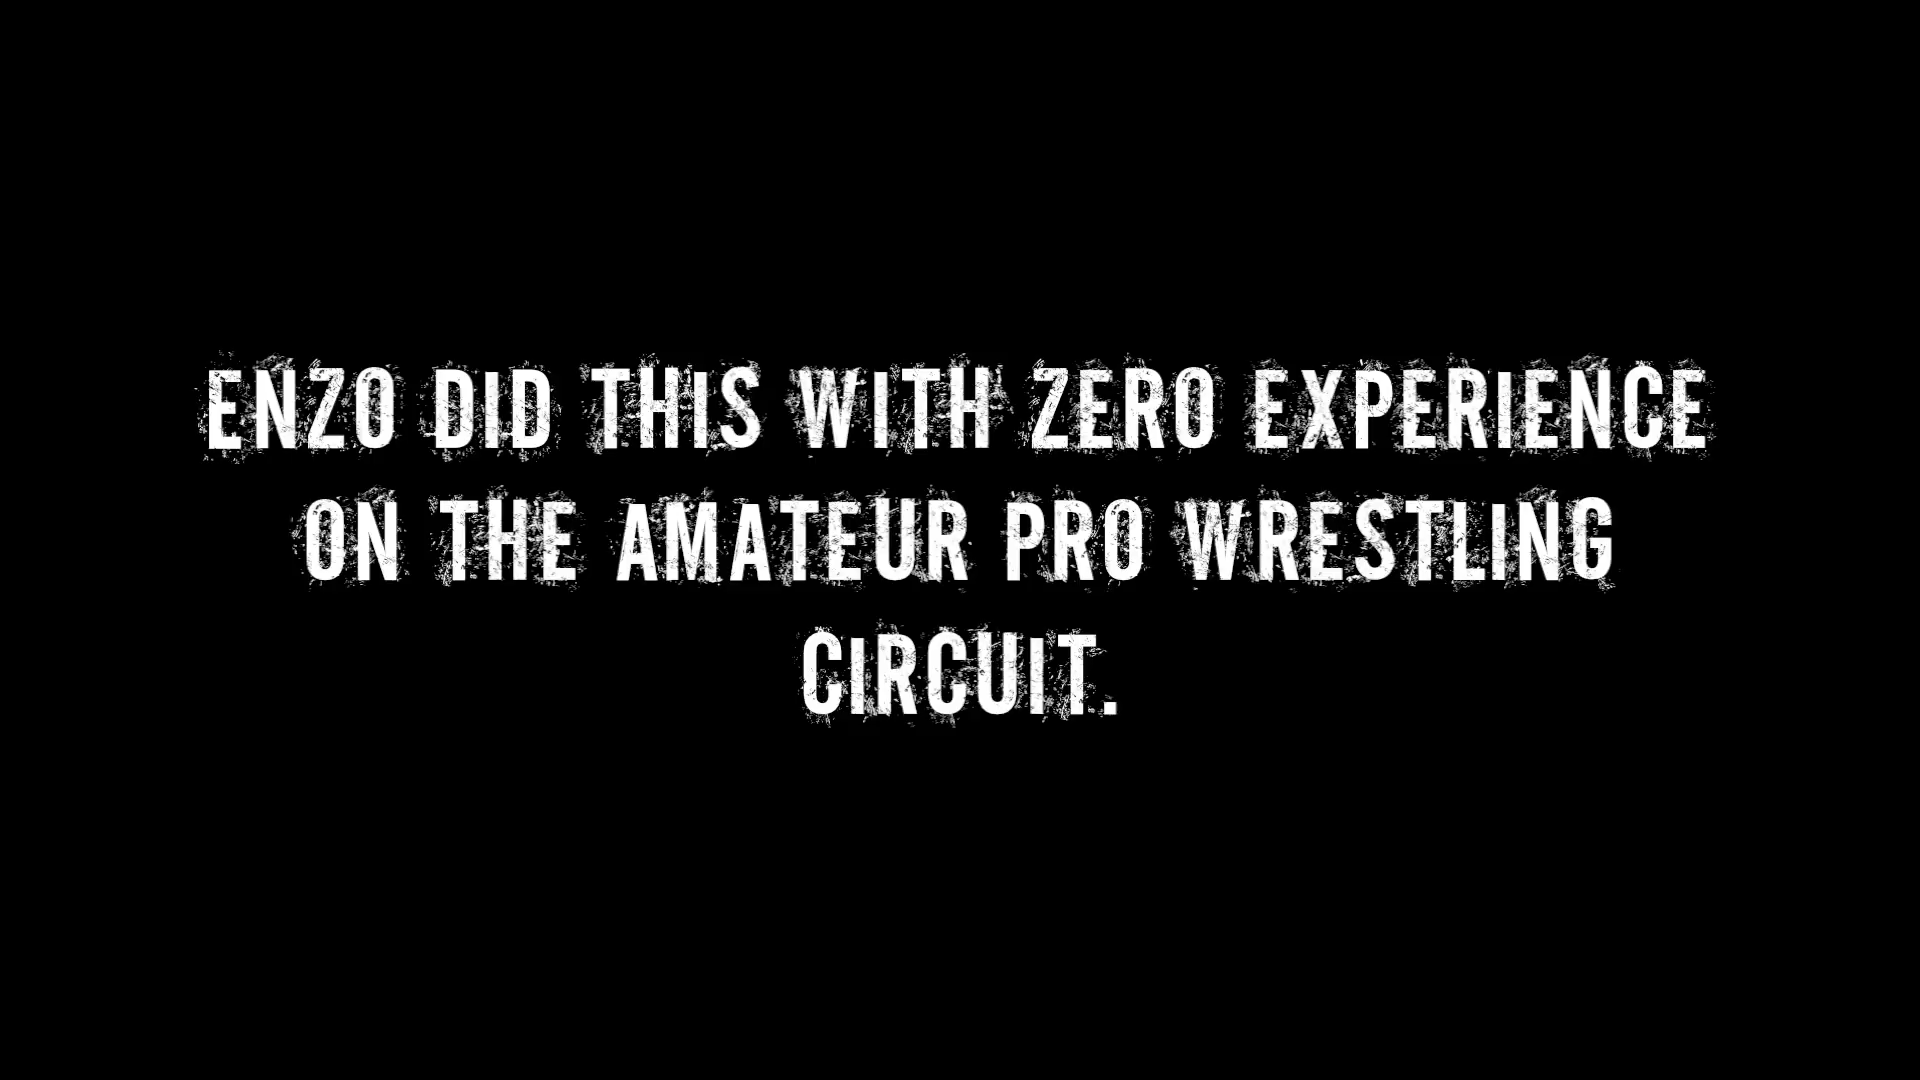 ENZO DID THIS WITH ZERO EXPERIENCE
ON THE AMATEUR PRO WRESTLING
CIRCUIT.